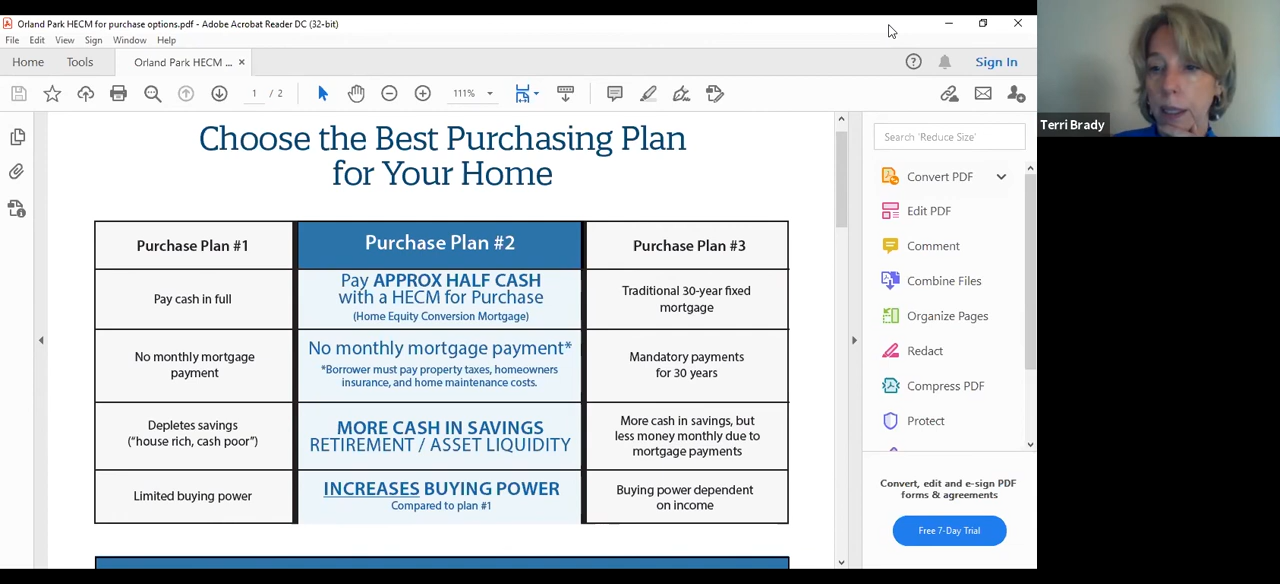 Orland Park HECM for purchase options.pdf - Adobe Acrobat Reader DC (32-bit)
File Edit View Sign Window Help
Home Tools Orland Park HECM ... × Sign In
1 / 2 111%
Choose the Best Purchasing Plan
for Your Home
Purchase Plan #1
Purchase Plan #2
Purchase Plan #3
Pay cash in full
Pay APPROX HALF CASH
with a HECM for Purchase
(Home Equity Conversion Mortgage)
Traditional 30-year fixed
mortgage
No monthly mortgage
payment
No monthly mortgage payment*
*Borrower must pay property taxes, homeowners
insurance, and home maintenance costs.
Mandatory payments
for 30 years
Depletes savings
("house rich, cash poor")
MORE CASH IN SAVINGS
RETIREMENT / ASSET LIQUIDITY
More cash in savings, but
less money monthly due to
mortgage payments
Limited buying power
INCREASES BUYING POWER
Compared to plan #1
Buying power dependent
on income
Search 'Reduce Size'
Convert PDF
Edit PDF
Comment
Combine Files
Organize Pages
Redact
Compress PDF
Protect
Convert, edit and e-sign PDF
forms & agreements
Free 7-Day Trial
Terri Brady